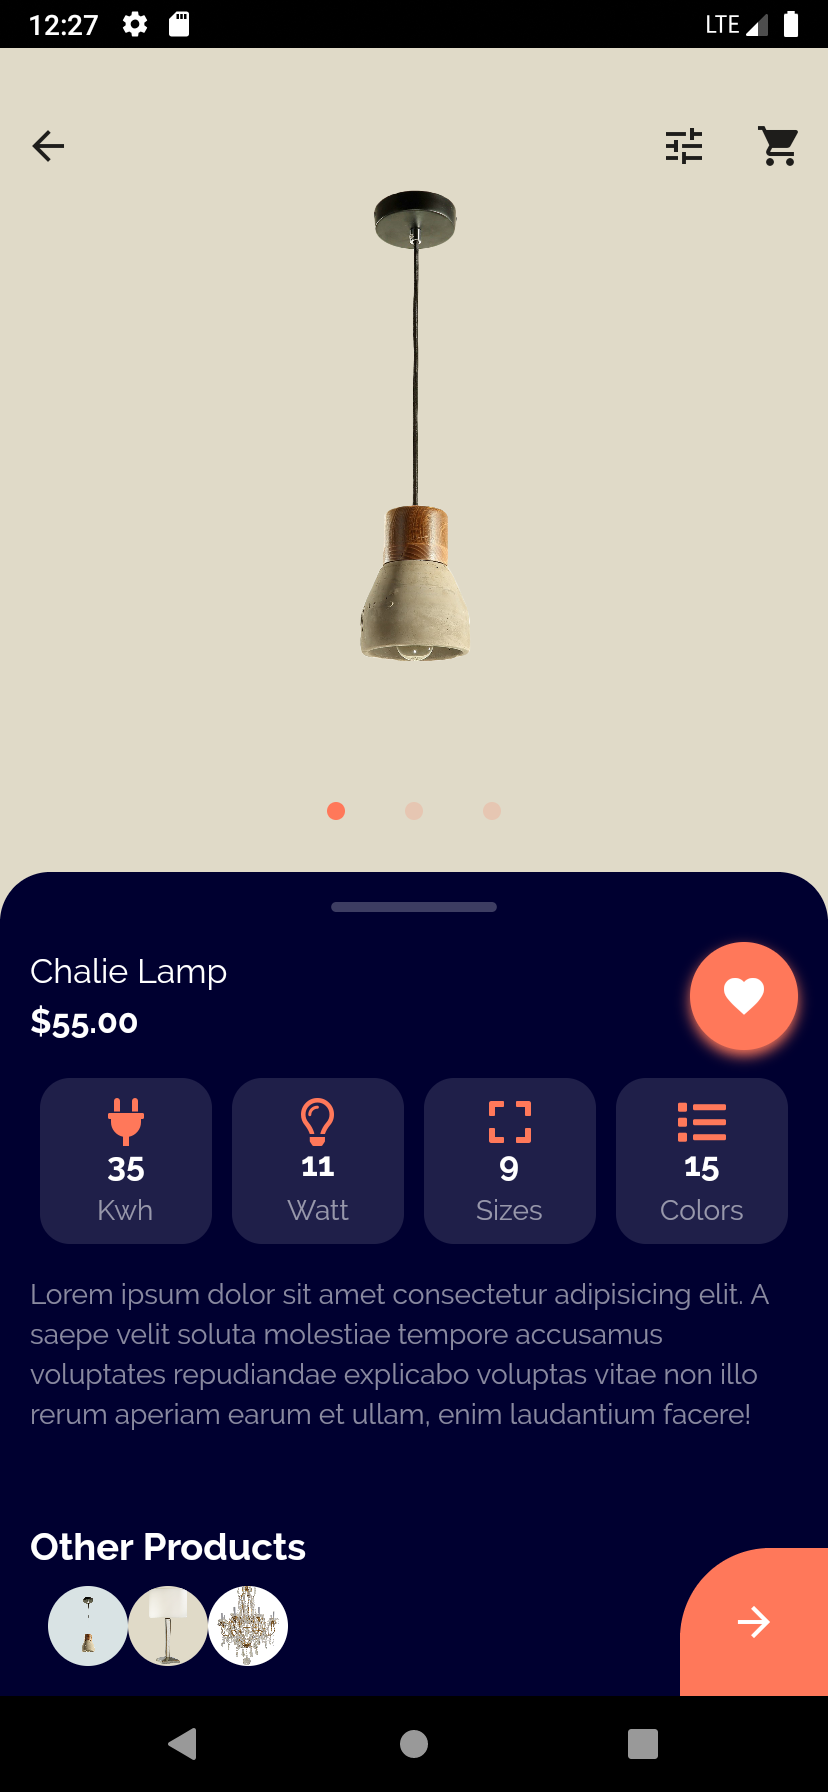 12:27
LTE
Chalie Lamp
$55.00
35
Kwh
11
Watt
9
Sizes
15
Colors
Lorem ipsum dolor sit amet consectetur adipisicing elit. A
saepe velit soluta molestiae tempore accusamus
voluptates repudiandae explicabo voluptas vitae non illo
rerum aperiam earum et ullam, enim laudantium facere!
Other Products